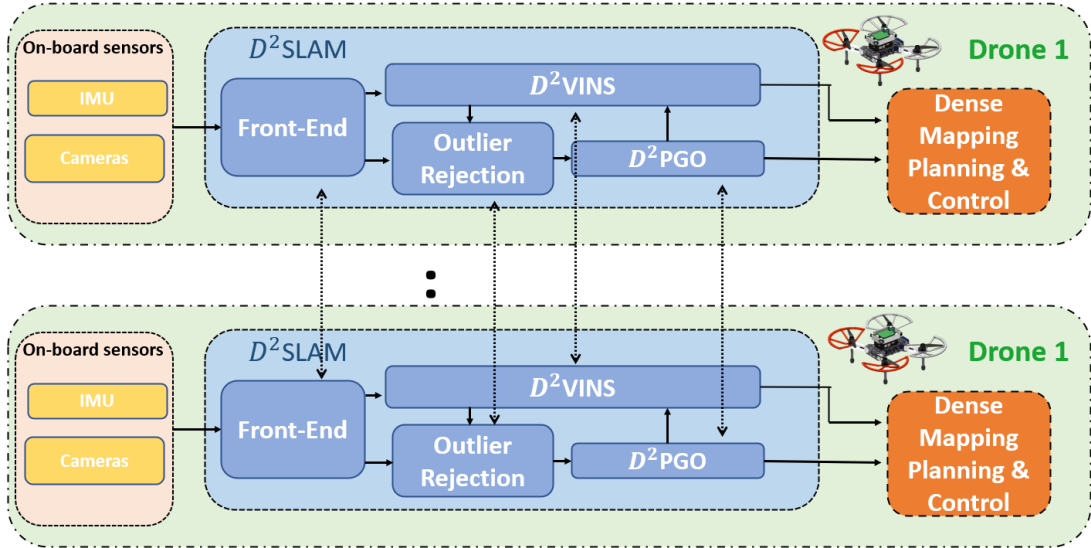 On-board sensors
IMU
Cameras
D²SLAM
Front-End
D²VINS
Outlier
Rejection
D²PGO
Drone 1
Dense
Mapping
Planning &
Control
:
On-board sensors
IMU
Cameras
D²SLAM
Front-End
D²VINS
Outlier
Rejection
D²PGO
Drone 1
Dense
Mapping
Planning &
Control